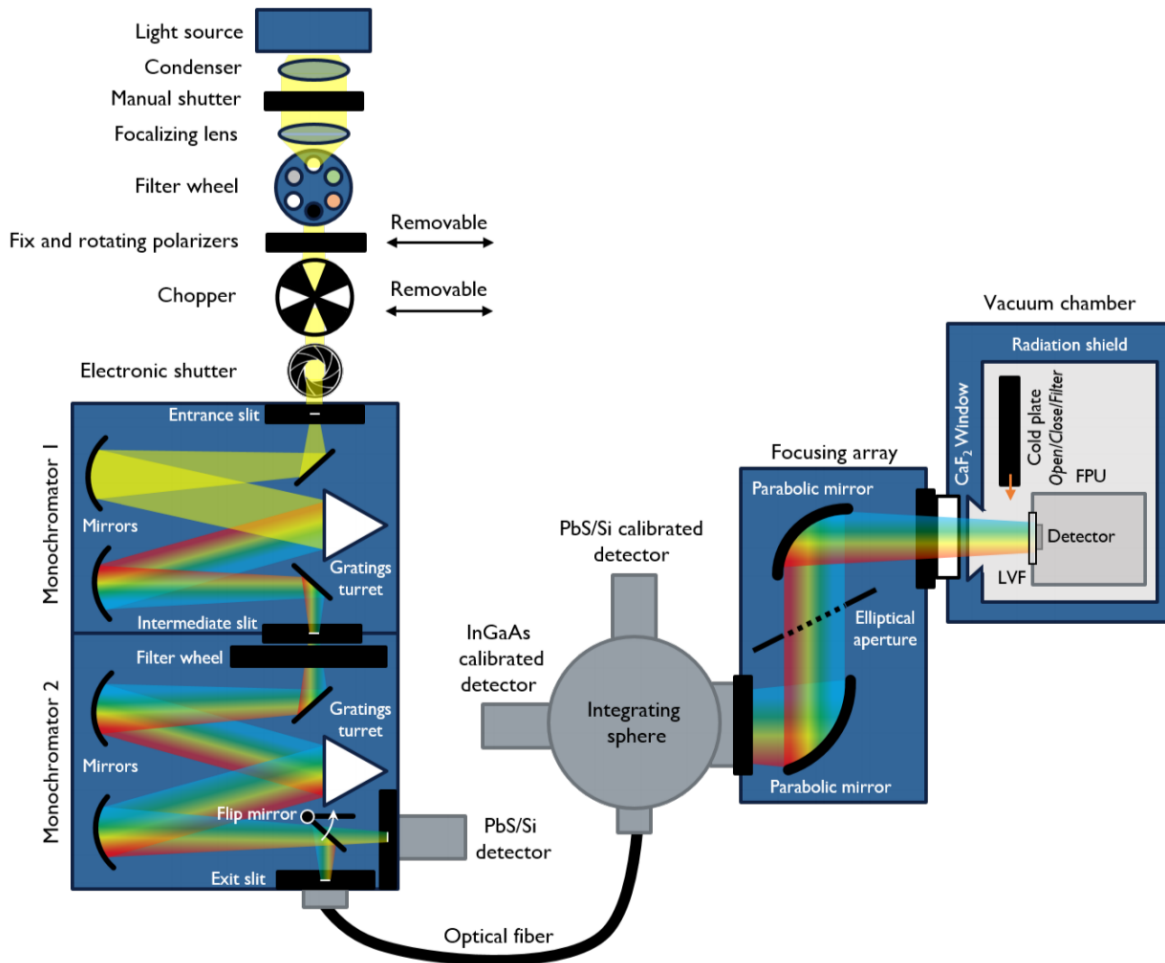 Light source
Condenser
Manual shutter
Focalizing lens
Filter wheel
Fix and rotating polarizers
Removable
Chopper
Removable
Electronic shutter
Monochromator 1
Entrance slit
Mirrors
Gratings
turret
Intermediate slit
Monochromator 2
Filter wheel
Gratings
turret
Mirrors
Flip mirror
PbS/Si
detector
Exit slit
Optical fiber
PbS/Si calibrated
detector
InGaAs
calibrated
detector
Integrating
sphere
Focusing array
Parabolic mirror
Elliptical
aperture
Parabolic mirror
Vacuum chamber
Radiation shield
CaF₂ Window
Cold plate
Open/Close/Filter
FPU
Detector
LVF